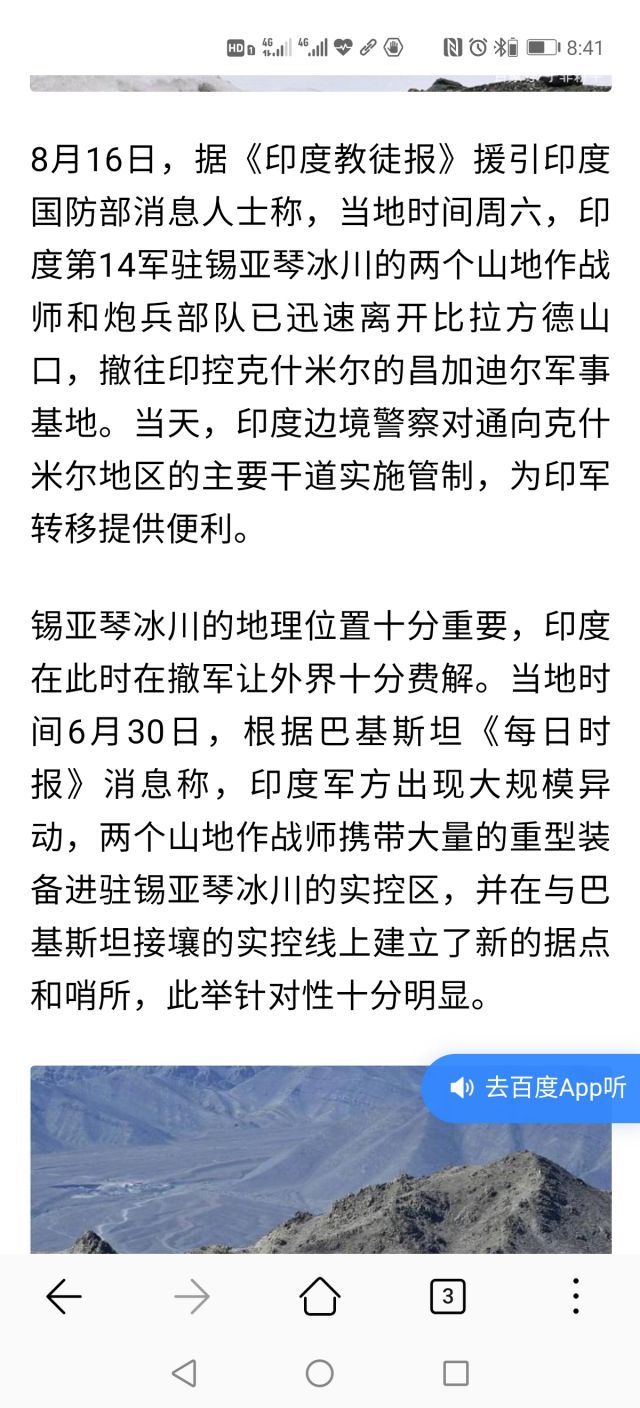 HD 4G 4G 8:41
8月16日，据《印度教徒报》援引印度
国防部消息人士称，当地时间周六，印
度第14军驻锡亚琴冰川的两个山地作战
师和炮兵部队已迅速离开比拉方德山
口，撤往印控克什米尔的昌加迪尔军事
基地。当天，印度边境警察对通向克什
米尔地区的主要干道实施管制，为印军
转移提供便利。
锡亚琴冰川的地理位置十分重要，印度
在此时在撤军让外界十分费解。当地时
间6月30日，根据巴基斯坦《每日时
报》消息称，印度军方出现大规模异
动，两个山地作战师携带大量的重型装
备进驻锡亚琴冰川的实控区，并在与巴
基斯坦接壤的实控线上建立了新的据点
和哨所，此举针对性十分明显。
去百度App听
3